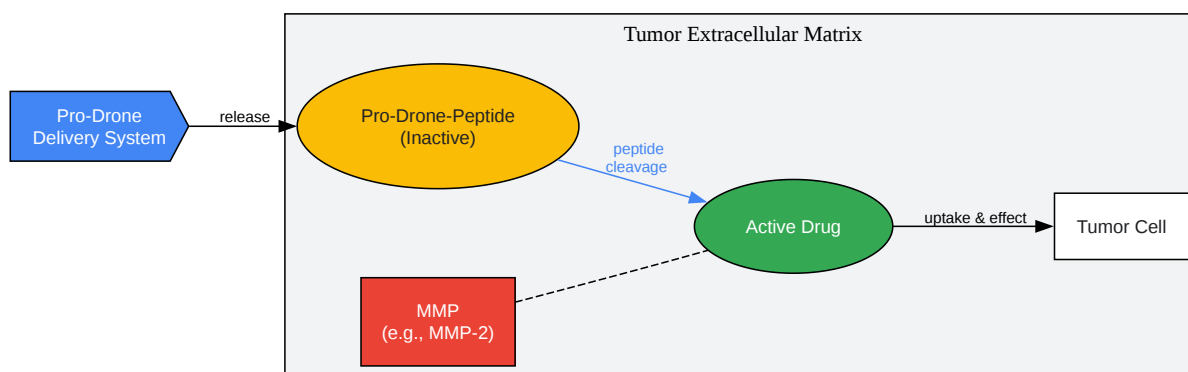 Tumor Extracellular Matrix
Pro-Drone
Delivery System
release
Pro-Drone-Peptide
(Inactive)
peptide
cleavage
Active Drug
uptake & effect
Tumor Cell
MMP
(e.g., MMP-2)